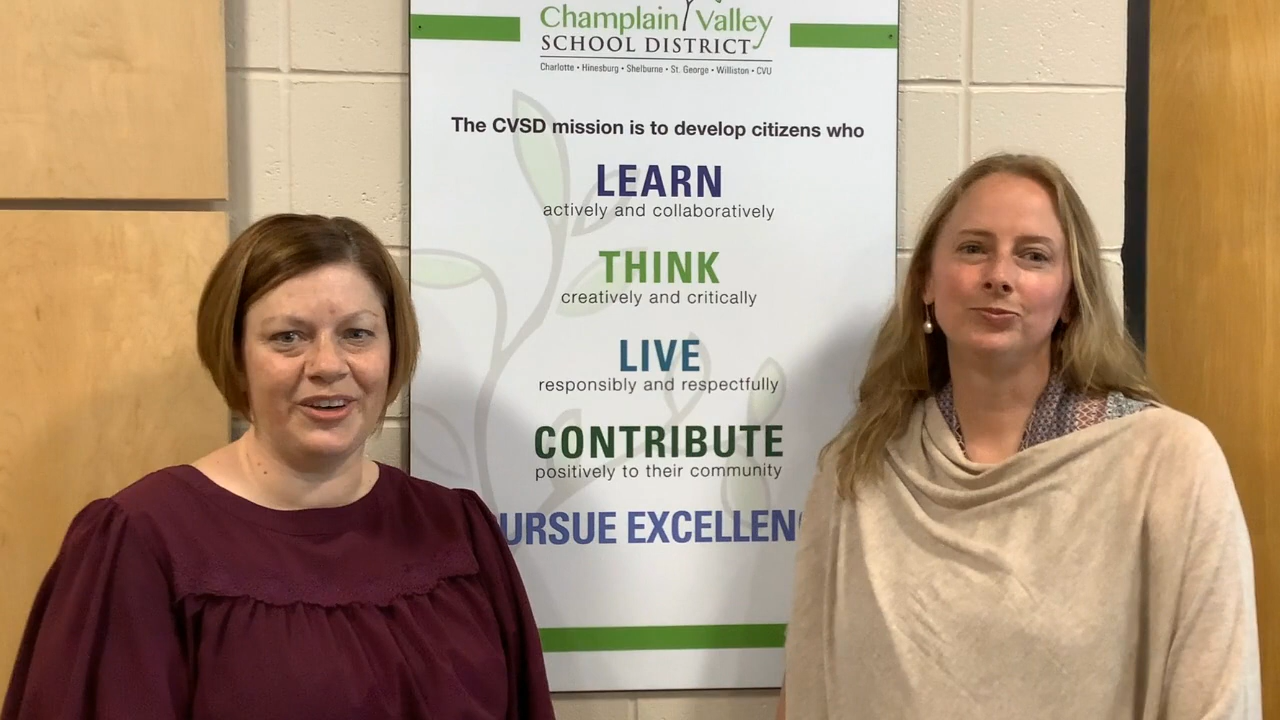 Champlain Valley
SCHOOL DISTRICT
Charlotte • Hinesburg • Shelburne • St. George • Williston • CVU
The CVSD mission is to develop citizens who
LEARN
actively and collaboratively
THINK
creatively and critically
LIVE
responsibly and respectfully
CONTRIBUTE
positively to their community
URSUE EXCELLEN